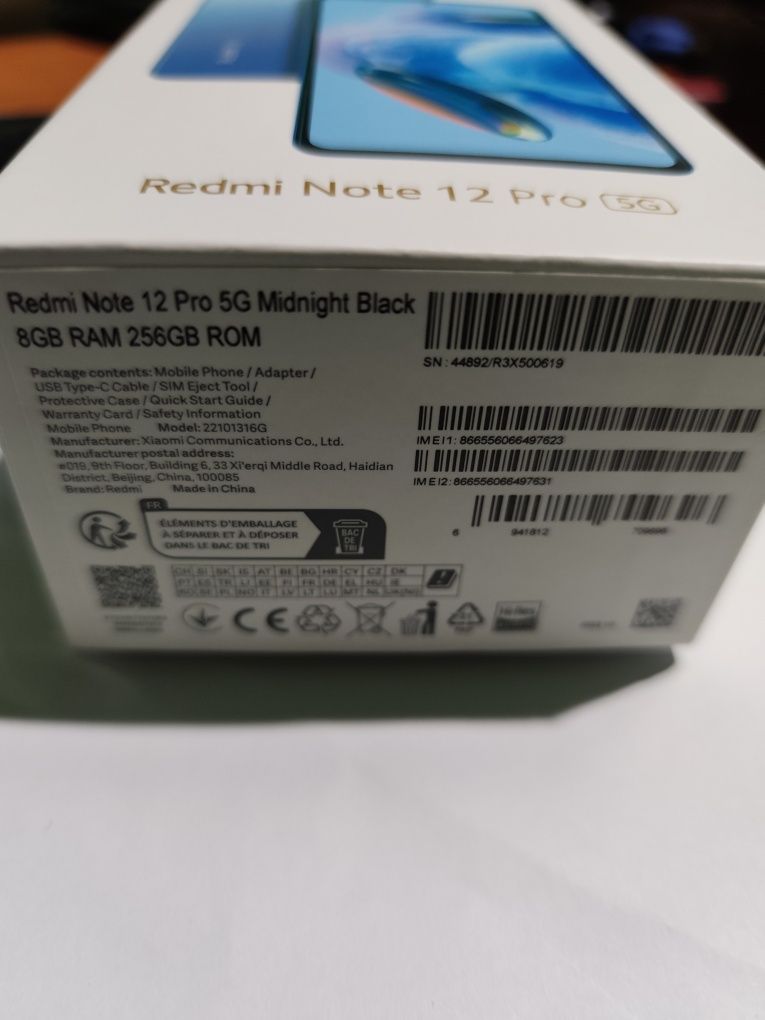 Redmi Note 12 Pro 5G
Redmi Note 12 Pro 5G Midnight Black
8GB RAM 256GB ROM
Package contents: Mobile Phone / Adapter /
USB Type-C Cable / SIM Eject Tool /
Protective Case / Quick Start Guide /
Warranty Card / Safety Information
Mobile Phone Model: 22101316G
Manufacturer: Xiaomi Communications Co., Ltd.
Manufacturer postal address:
#019, 9th Floor, Building 6, 33 Xi'erqi Middle Road, Haidian
District, Beijing, China, 100085
Brand: Redmi Made in China
SN: 44892/R3X500619
IMEI1: 866556066497623
IMEI2: 866556066497631
6 941812
FR
ÉLÉMENTS D'EMBALLAGE
À SÉPARER ET À DÉPOSER
DANS LE BAC DE TRI
BAC
DE
TRI
CH SI SK IS AT BE BG HR CY CZ DK
PT ES TR LI EE FI FR DE EL HU IE
RO SE PL NO IT LV LT LU MT NL UK(NI)
CE